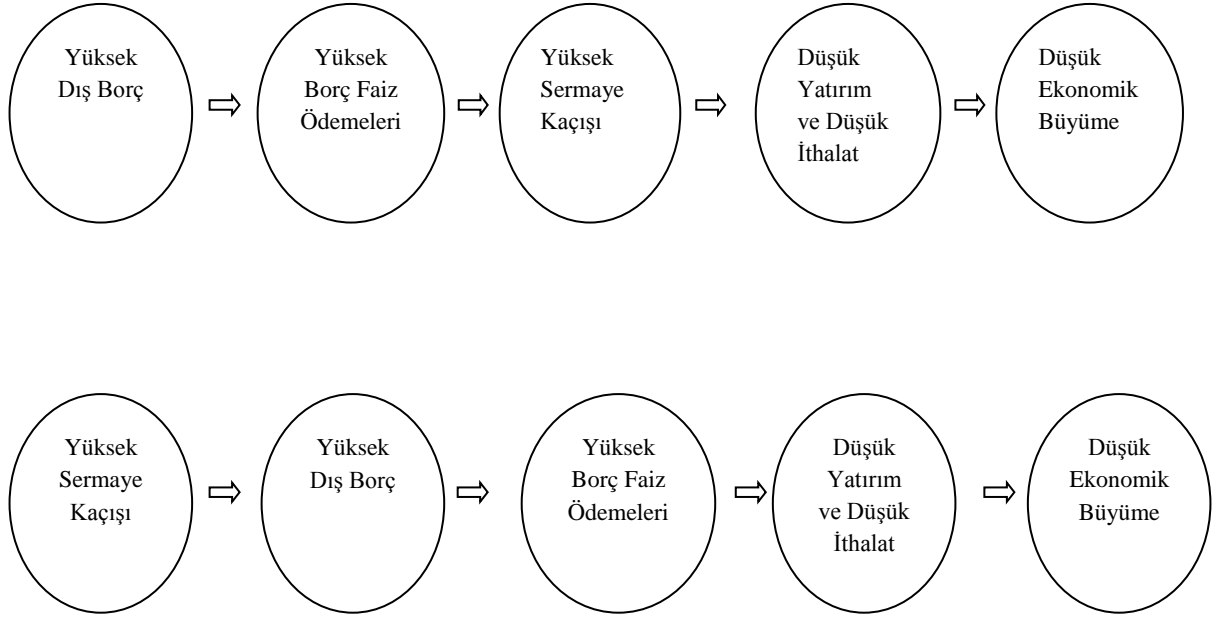 Yüksek
Dış Borç
Yüksek
Borç Faiz
Ödemeleri
Yüksek
Sermaye
Kaçışı
Düşük
Yatırım
ve Düşük
İthalat
Düşük
Ekonomik
Büyüme
Yüksek
Sermaye
Kaçışı
Yüksek
Dış Borç
Yüksek
Borç Faiz
Ödemeleri
Düşük
Yatırım
ve Düşük
İthalat
Düşük
Ekonomik
Büyüme